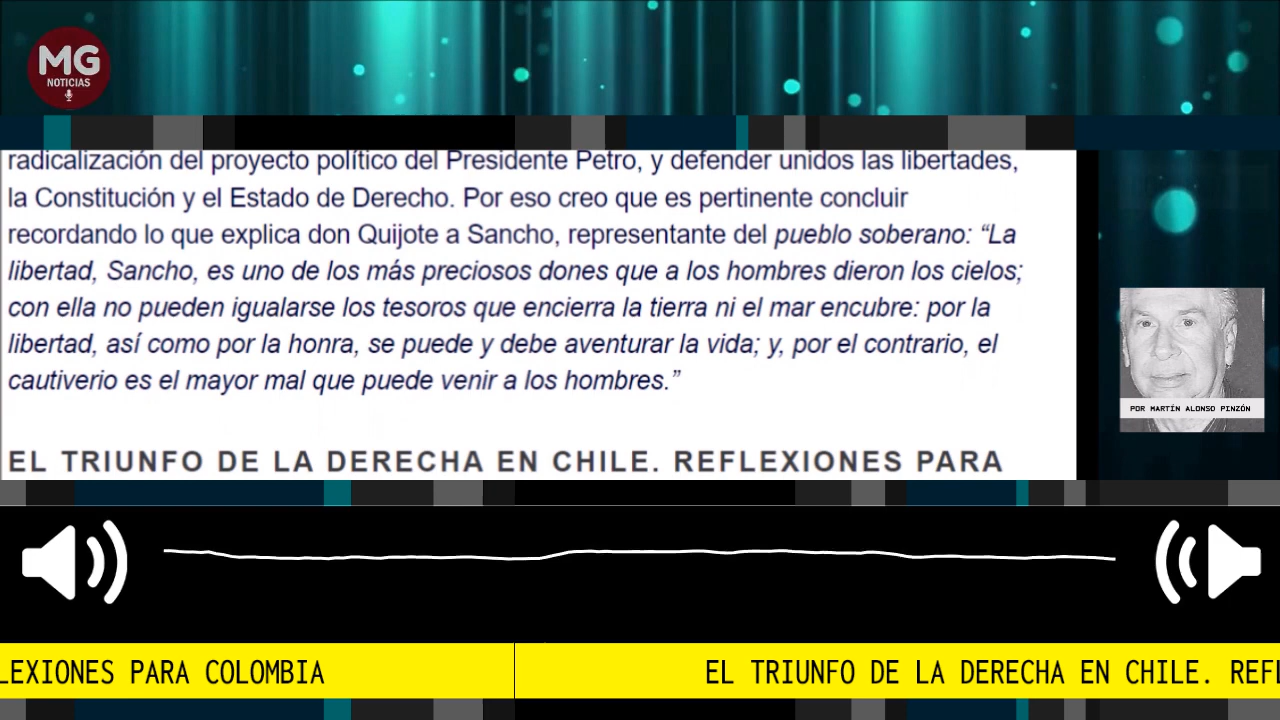 MG
NOTICIAS
radicalización del proyecto político del Presidente Petro, y defender unidos las libertades,
la Constitución y el Estado de Derecho. Por eso creo que es pertinente concluir
recordando lo que explica don Quijote a Sancho, representante del pueblo soberano: “La
libertad, Sancho, es uno de los más preciosos dones que a los hombres dieron los cielos;
con ella no pueden igualarse los tesoros que encierra la tierra ni el mar encubre: por la
libertad, así como por la honra, se puede y debe aventurar la vida; y, por el contrario, el
cautiverio es el mayor mal que puede venir a los hombres.”
EL TRIUNFO DE LA DERECHA EN CHILE. REFLEXIONES PARA
POR MARTÍN ALONSO PINZÓN
LEXIONES PARA COLOMBIA
EL TRIUNFO DE LA DERECHA EN CHILE. REFL